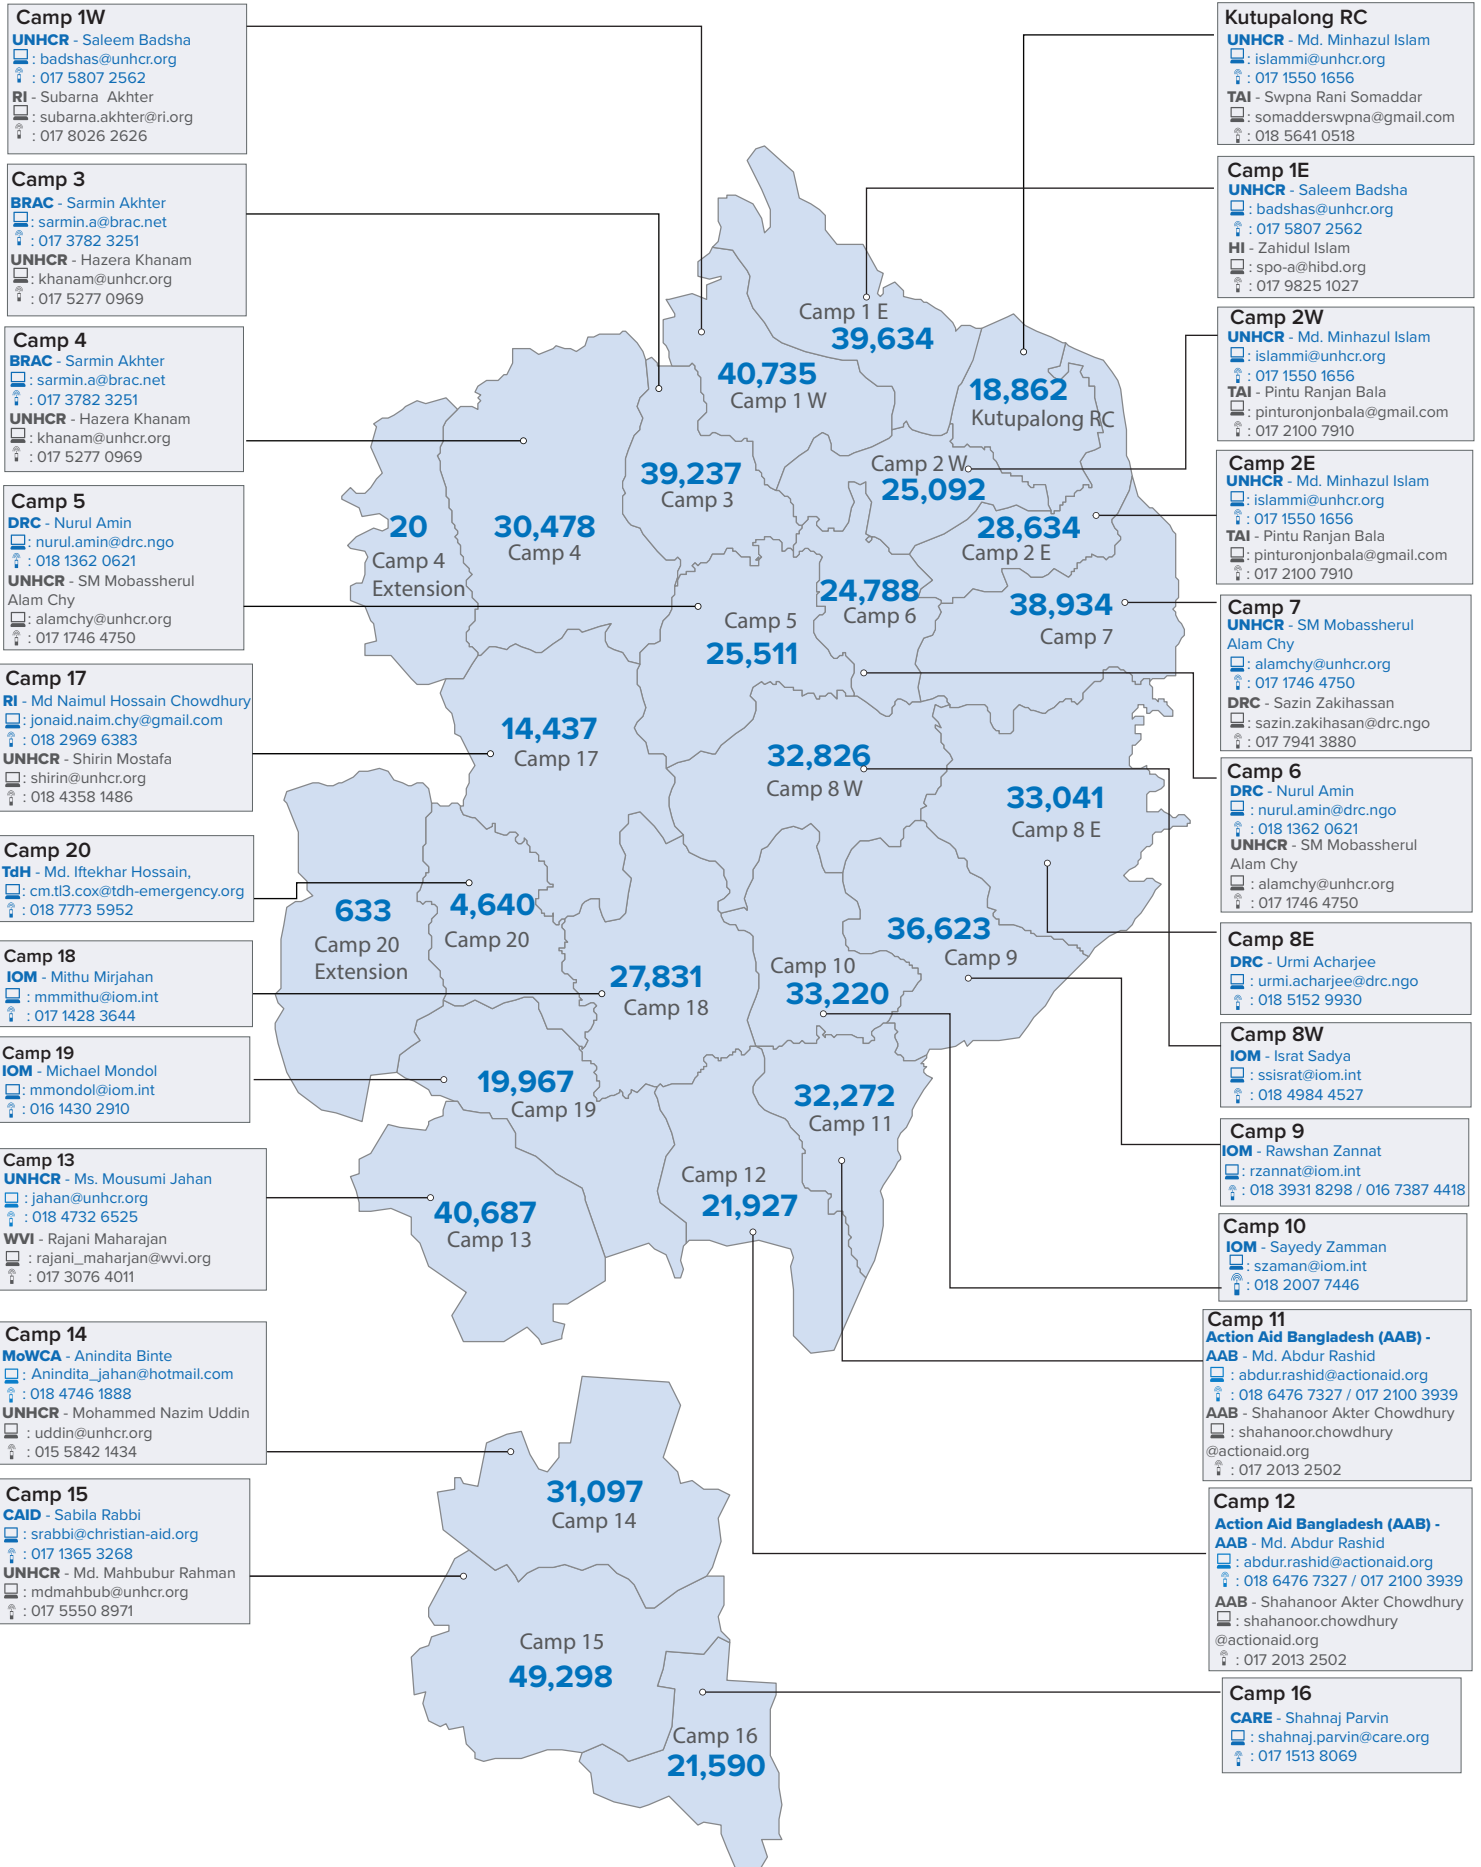 Camp 1W
UNHCR - Saleem Badsha
: badshas@unhcr.org
: 017 5807 2562
RI - Subarna Akhter
: subarna.akhter@ri.org
: 017 8026 2626
Camp 3
BRAC - Sarmin Akhter
: sarmin.a@brac.net
: 017 3782 3251
UNHCR - Hazera Khanam
: khanam@unhcr.org
: 017 5277 0969
Camp 4
BRAC - Sarmin Akhter
: sarmin.a@brac.net
: 017 3782 3251
UNHCR - Hazera Khanam
: khanam@unhcr.org
: 017 5277 0969
Camp 5
DRC - Nurul Amin
: nurul.amin@drc.ngo
: 018 1362 0621
UNHCR - SM Mobassherul
Alam Chy
: alamchy@unhcr.org
: 017 1746 4750
Camp 17
RI - Md Naimul Hossain Chowdhury
: jonaid.naim.chy@gmail.com
: 018 2969 6383
UNHCR - Shirin Mostafa
: shirin@unhcr.org
: 018 4358 1486
Camp 20
TdH - Md. Iftekhar Hossain,
: cm.tl3.cox@tdh-emergency.org
: 018 7773 5952
Camp 18
IOM - Mithu Mirjahan
: mmmithu@iom.int
: 017 1428 3644
Camp 19
IOM - Michael Mondol
: mmondol@iom.int
: 016 1430 2910
Camp 13
UNHCR - Ms. Mousumi Jahan
: jahan@unhcr.org
: 018 4732 6525
WVI - Rajani Maharajan
: rajani_maharjan@wvi.org
: 017 3076 4011
Camp 14
MoWCA - Anindita Binte
: Anindita_jahan@hotmail.com
: 018 4746 1888
UNHCR - Mohammed Nazim Uddin
: uddin@unhcr.org
: 015 5842 1434
Camp 15
CAID - Sabila Rabbi
: srabbi@christian-aid.org
: 017 1365 3268
UNHCR - Md. Mahbubur Rahman
: mdmahbub@unhcr.org
: 017 5550 8971
Camp 1 E
39,634
40,735
Camp 1 W
18,862
Kutupalong RC
39,237
Camp 3
Camp 2 W
25,092
28,634
Camp 2 E
20
Camp 4
Extension
30,478
Camp 4
24,788
Camp 6
38,934
Camp 7
Camp 5
25,511
14,437
Camp 17
32,826
Camp 8 W
33,041
Camp 8 E
633
Camp 20
Extension
4,640
Camp 20
36,623
Camp 9
27,831
Camp 18
Camp 10
33,220
19,967
Camp 19
32,272
Camp 11
Camp 12
21,927
40,687
Camp 13
31,097
Camp 14
Camp 15
49,298
Camp 16
21,590
Kutupalong RC
UNHCR - Md. Minhazul Islam
: islammi@unhcr.org
: 017 1550 1656
TAI - Swpna Rani Somaddar
: somadderswpna@gmail.com
: 018 5641 0518
Camp 1E
UNHCR - Saleem Badsha
: badshas@unhcr.org
: 017 5807 2562
HI - Zahidul Islam
: spo-a@hibd.org
: 017 9825 1027
Camp 2W
UNHCR - Md. Minhazul Islam
: islammi@unhcr.org
: 017 1550 1656
TAI - Pintu Ranjan Bala
: pinturonjonbala@gmail.com
: 017 2100 7910
Camp 2E
UNHCR - Md. Minhazul Islam
: islammi@unhcr.org
: 017 1550 1656
TAI - Pintu Ranjan Bala
: pinturonjonbala@gmail.com
: 017 2100 7910
Camp 7
UNHCR - SM Mobassherul
Alam Chy
: alamchy@unhcr.org
: 017 1746 4750
DRC - Sazin Zakihassan
: sazin.zakihasan@drc.ngo
: 017 7941 3880
Camp 6
DRC - Nurul Amin
: nurul.amin@drc.ngo
: 018 1362 0621
UNHCR - SM Mobassherul
Alam Chy
: alamchy@unhcr.org
: 017 1746 4750
Camp 8E
DRC - Urmi Acharjee
: urmi.acharjee@drc.ngo
: 018 5152 9930
Camp 8W
IOM - Israt Sadya
: ssisrat@iom.int
: 018 4984 4527
Camp 9
IOM - Rawshan Zannat
: rzannat@iom.int
: 018 3931 8298 / 016 7387 4418
Camp 10
IOM - Sayedy Zamman
: szaman@iom.int
: 018 2007 7446
Camp 11
Action Aid Bangladesh (AAB) -
AAB - Md. Abdur Rashid
: abdur.rashid@actionaid.org
: 018 6476 7327 / 017 2100 3939
AAB - Shahanoor Akter Chowdhury
: shahanoor.chowdhury
@actionaid.org
: 017 2013 2502
Camp 12
Action Aid Bangladesh (AAB) -
AAB - Md. Abdur Rashid
: abdur.rashid@actionaid.org
: 018 6476 7327 / 017 2100 3939
AAB - Shahanoor Akter Chowdhury
: shahanoor.chowdhury
@actionaid.org
: 017 2013 2502
Camp 16
CARE - Shahnaj Parvin
: shahnaj.parvin@care.org
: 017 1513 8069